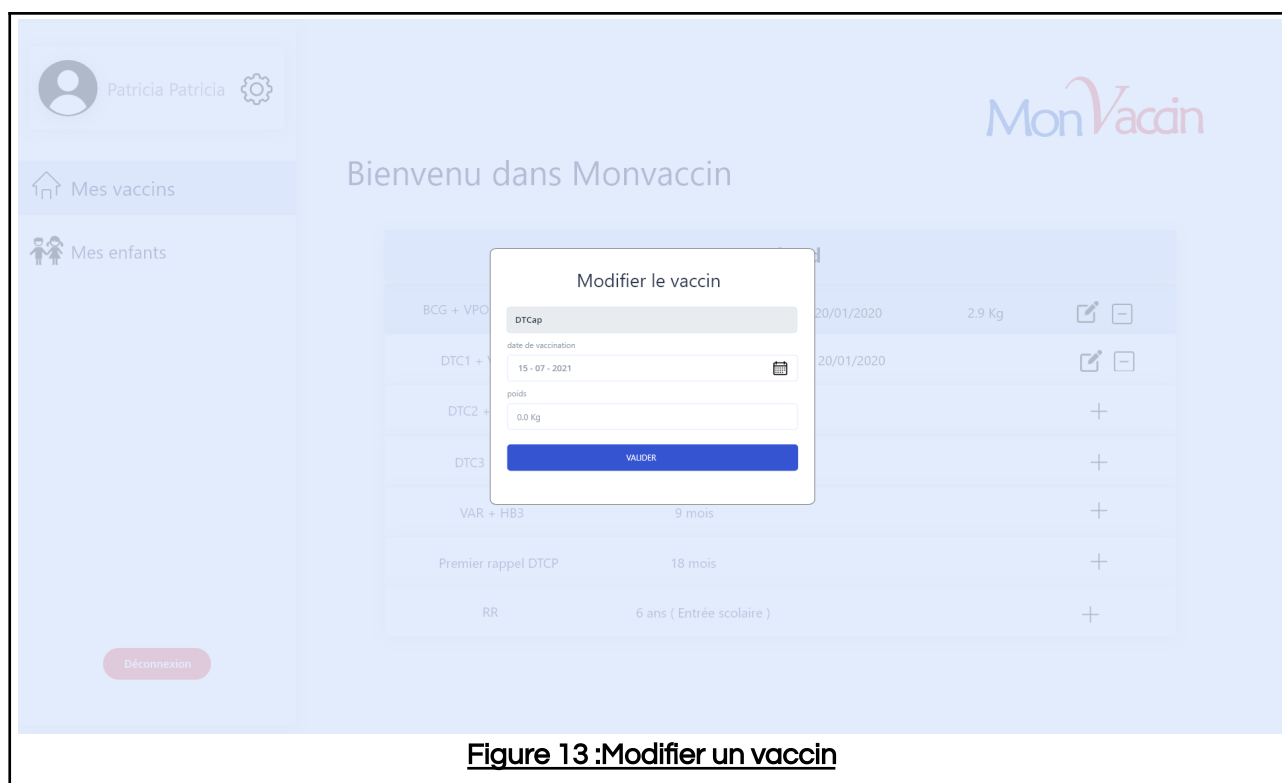 Patricia Patricia
MonVaccin
Bienvenu dans Monvaccin
Mes vaccins
Mes enfants
Modifier le vaccin
DTCap
date de vaccination
15 - 07 - 2021
poids
0.0 Kg
VALIDER
BCG + VPO 20/01/2020 2.9 Kg
DTC1 + 20/01/2020
DTC2 +
DTC3
VAR + HB3 9 mois
Premier rappel DTCP 18 mois
RR 6 ans ( Entrée scolaire )
Déconnexion
Figure 13 :Modifier un vaccin